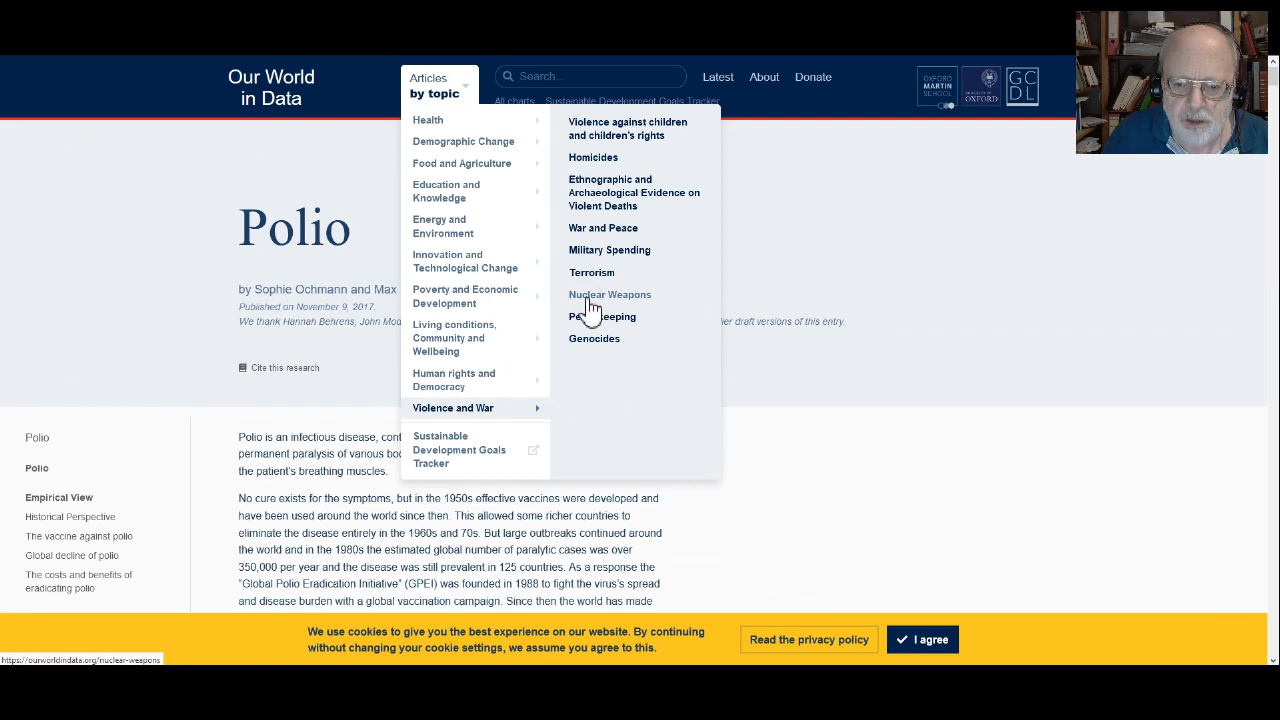 Our World
in Data
Articles
by topic
Search...
Latest
About
Donate
OXFORD
MARTIN
SCHOOL
OXFORD
GC
DL
All charts
Sustainable Development Goals Tracker
Health
Demographic Change
Food and Agriculture
Education and
Knowledge
Energy and
Environment
Innovation and
Technological Change
Poverty and Economic
Development
Living conditions,
Community and
Wellbeing
Human rights and
Democracy
Violence and War
Sustainable
Development Goals
Tracker
Violence against children
and children's rights
Homicides
Ethnographic and
Archaeological Evidence on
Violent Deaths
War and Peace
Military Spending
Terrorism
Nuclear Weapons
keeping
Genocides
Polio
by Sophie Ochmann and Max
Published on November 9, 2017.
We thank Hannah Behrens, John Mod
ier draft versions of this entry.
Cite this research
Polio
Polio
Empirical View
Historical Perspective
The vaccine against polio
Global decline of polio
The costs and benefits of
eradicating polio
Polio is an infectious disease, cont
permanent paralysis of various bod
the patient's breathing muscles.
No cure exists for the symptoms, but in the 1950s effective vaccines were developed and
have been used around the world since then. This allowed some richer countries to
eliminate the disease entirely in the 1960s and 70s. But large outbreaks continued around
the world and in the 1980s the estimated global number of paralytic cases was over
350,000 per year and the disease was still prevalent in 125 countries. As a response the
"Global Polio Eradication Initiative" (GPEI) was founded in 1988 to fight the virus's spread
and disease burden with a global vaccination campaign. Since then the world has made
We use cookies to give you the best experience on our website. By continuing
without changing your cookie settings, we assume you agree to this.
Read the privacy policy
I agree
https://ourworldindata.org/nuclear-weapons